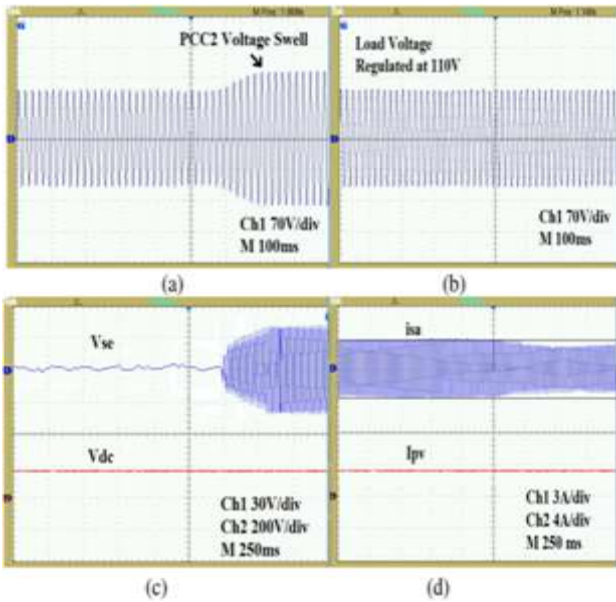 PCC2 Voltage Swell
Ch1 70V/div
M 100ms
(a)
Load Voltage
Regulated at 110V
Ch1 70V/div
M 100ms
(b)
Vse
Vdc
Ch1 30V/div
Ch2 200V/div
M 250ms
(c)
isa
Ipv
Ch1 3A/div
Ch2 4A/div
M 250 ms
(d)